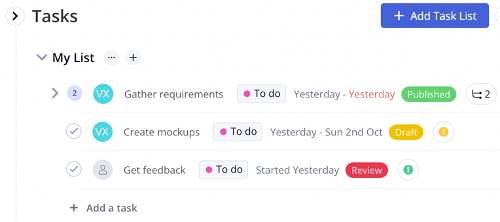 Tasks
+ Add Task List
My List ... +
2 VX Gather requirements To do Yesterday - Yesterday Published 2
VX Create mockups To do Yesterday - Sun 2nd Oct Draft
Get feedback To do Started Yesterday Review
+ Add a task